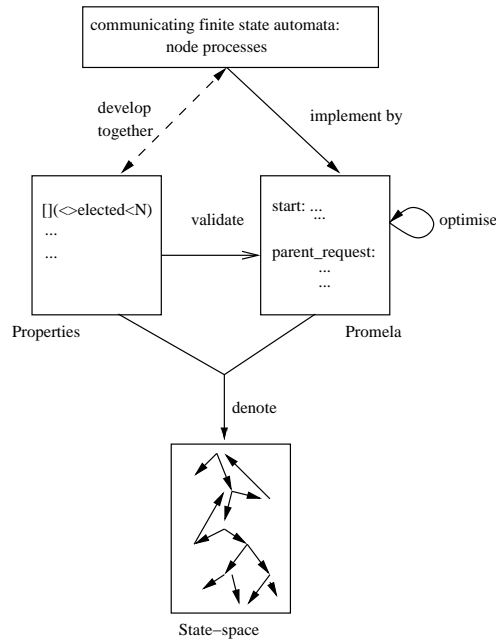 communicating finite state automata:
node processes
develop
together
implement by
[](<>elected<N)
...
...
validate
start: ...
...
parent_request:
...
...
optimise
Properties
Promela
denote
State−space